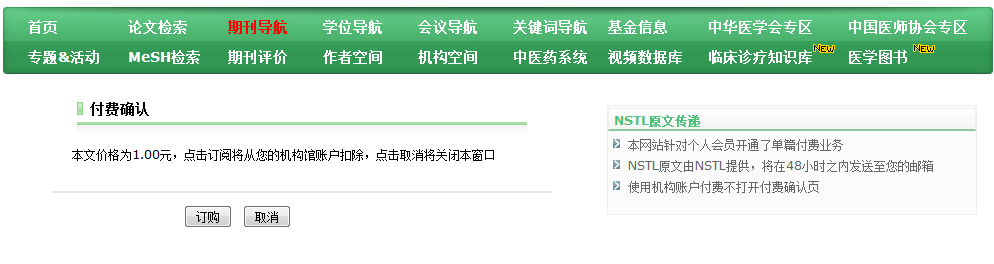 首页 论文检索 期刊导航 学位导航 会议导航 关键词导航 基金信息 中华医学会专区 中国医师协会专区
专题&活动 MeSH检索 期刊评价 作者空间 机构空间 中医药系统 视频数据库 临床诊疗知识库 NEW 医学图书 NEW
付费确认
本文价格为1.00元，点击订阅将从您的机构馆账户扣除，点击取消将关闭本窗口
订购 取消
NSTL原文传递
本网站针对个人会员开通了单篇付费业务
NSTL原文由NSTL提供，将在48小时之内发送至您的邮箱
使用机构账户付费不打开付费确认页